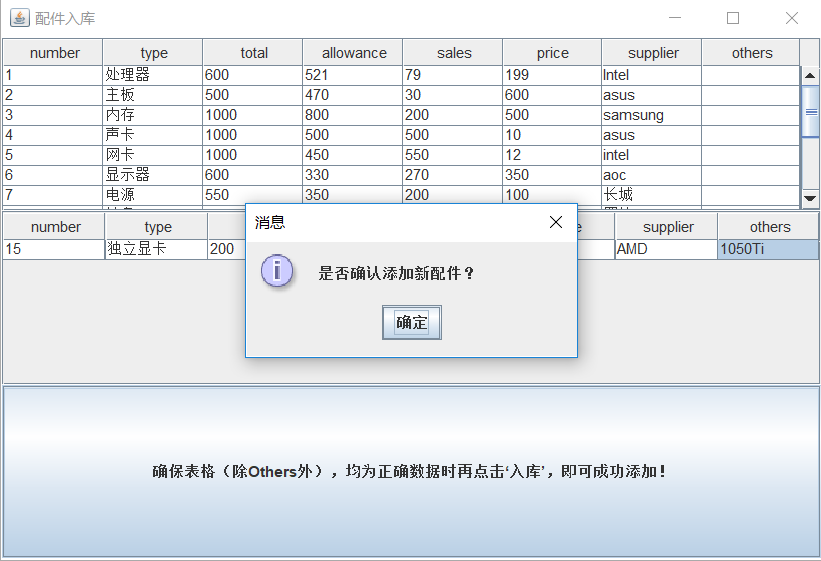 配件入库
number type total allowance sales price supplier others
1 处理器 600 521 79 199 Intel
2 主板 500 470 30 600 asus
3 内存 1000 800 200 500 samsung
4 声卡 1000 500 500 10 asus
5 网卡 1000 450 550 12 intel
6 显示器 600 330 270 350 aoc
7 电源 550 350 200 100 长城
number type supplier others
15 独立显卡 200 AMD 1050Ti
消息
是否确认添加新配件？
确定
确保表格（除Others外），均为正确数据时再点击‘入库’，即可成功添加！